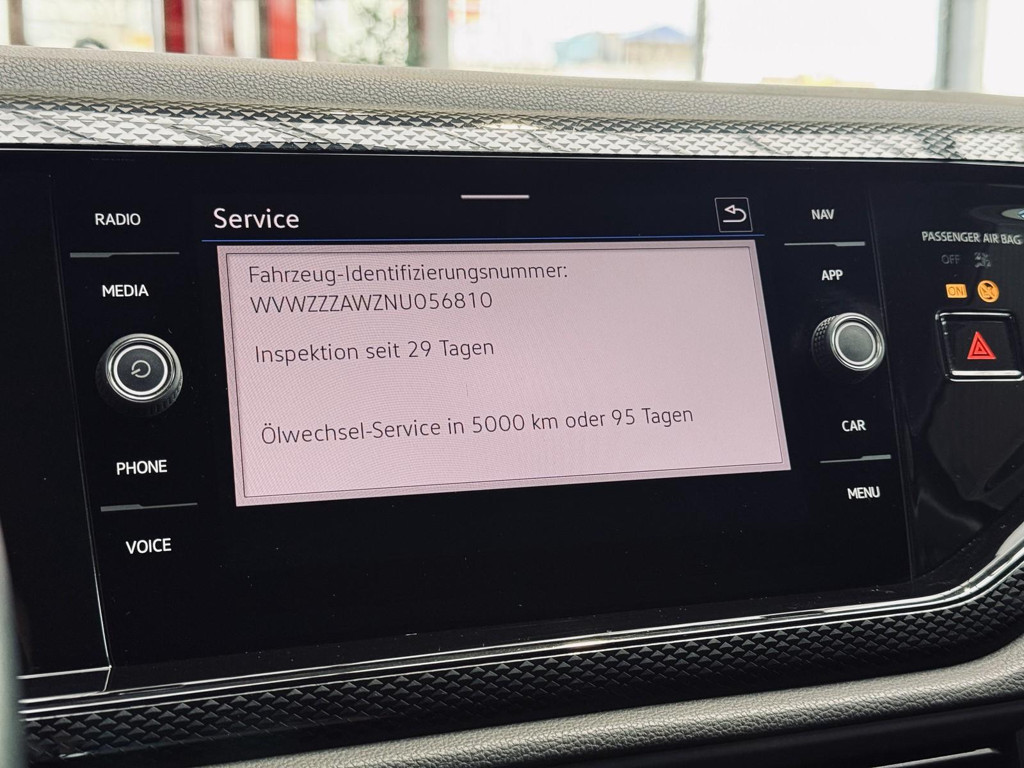 RADIO
MEDIA
PHONE
VOICE
Service
Fahrzeug-Identifizierungsnummer:
WVWZZZAWZNU056810
Inspektion seit 29 Tagen
Ölwechsel-Service in 5000 km oder 95 Tagen
NAV
APP
CAR
MENU
PASSENGER AIR BAG
OFF
ON